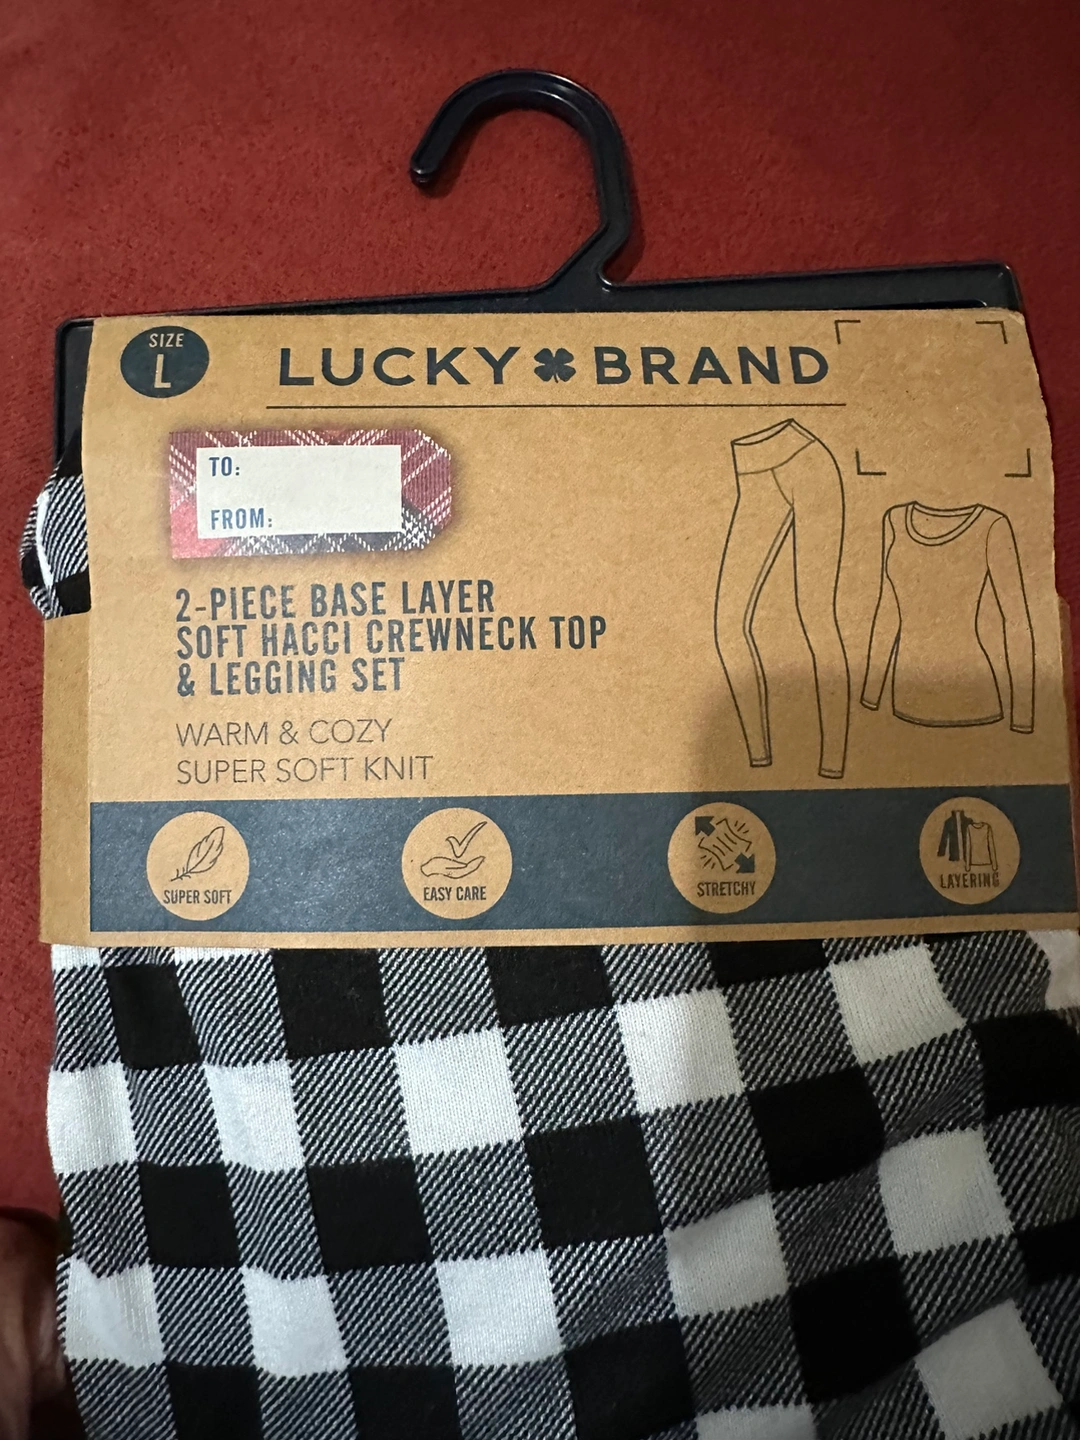 SIZE
L
LUCKY BRAND
TO:
FROM:
2-PIECE BASE LAYER
SOFT HACCI CREWNECK TOP
& LEGGING SET
WARM & COZY
SUPER SOFT KNIT
SUPER SOFT
EASY CARE
STRETCHY
LAYERING